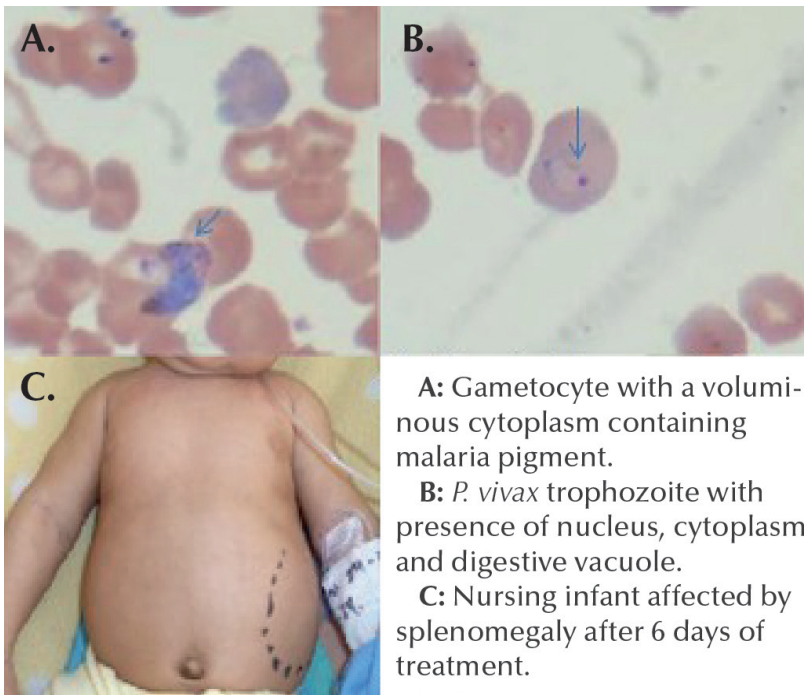 A.
B.
C.
A: Gametocyte with a volumi-
nous cytoplasm containing
malaria pigment.
B: P. vivax trophozoite with
presence of nucleus, cytoplasm
and digestive vacuole.
C: Nursing infant affected by
splenomegaly after 6 days of
treatment.